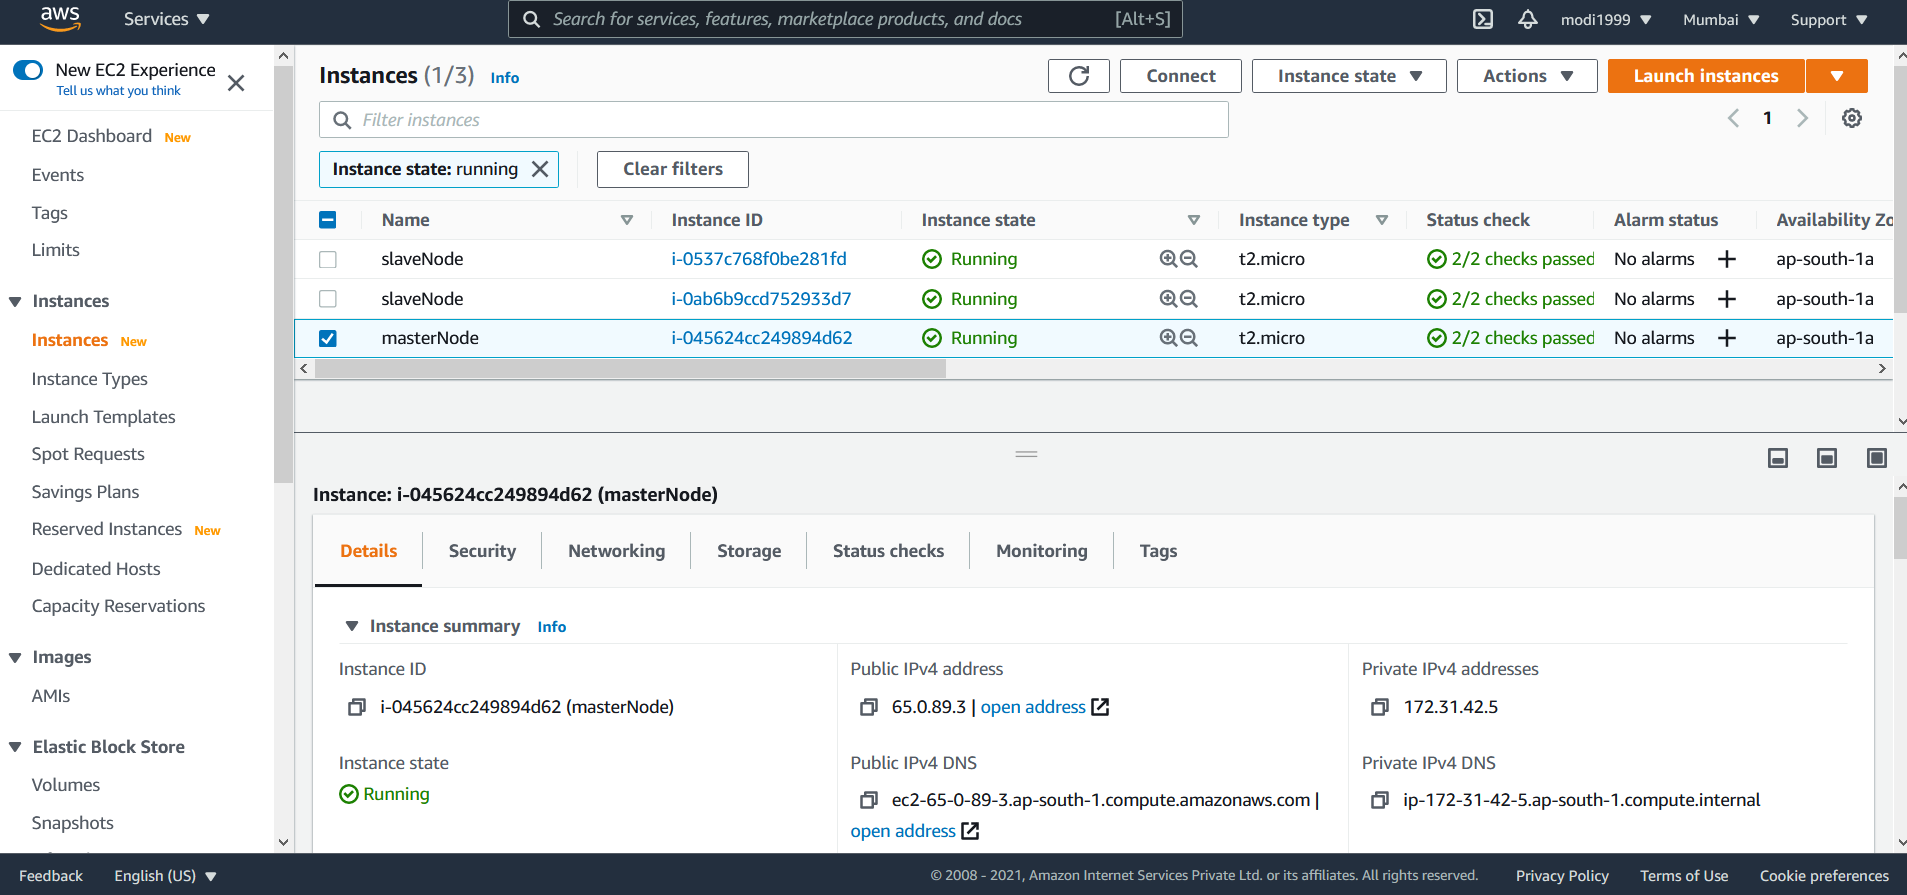 aws Services Search for services, features, marketplace products, and docs [Alt+S] modi1999 Mumbai Support
New EC2 Experience
Tell us what you think
EC2 Dashboard New
Events
Tags
Limits
Instances
Instances New
Instance Types
Launch Templates
Spot Requests
Savings Plans
Reserved Instances New
Dedicated Hosts
Capacity Reservations
Images
AMIs
Elastic Block Store
Volumes
Snapshots
Instances (1/3) Info Connect Instance state Actions Launch instances
Filter instances 1
Instance state: running Clear filters
Name Instance ID Instance state Instance type Status check Alarm status Availability Zo
slaveNode i-0537c768f0be281fd Running t2.micro 2/2 checks passed No alarms + ap-south-1a
slaveNode i-0ab6b9ccd752933d7 Running t2.micro 2/2 checks passed No alarms + ap-south-1a
masterNode i-045624cc249894d62 Running t2.micro 2/2 checks passed No alarms + ap-south-1a
Instance: i-045624cc249894d62 (masterNode)
Details Security Networking Storage Status checks Monitoring Tags
Instance summary Info
Instance ID Public IPv4 address Private IPv4 addresses
i-045624cc249894d62 (masterNode) 65.0.89.3 | open address 172.31.42.5
Instance state Public IPv4 DNS Private IPv4 DNS
Running ec2-65-0-89-3.ap-south-1.compute.amazonaws.com | ip-172-31-42-5.ap-south-1.compute.internal
open address
Feedback English (US) © 2008 - 2021, Amazon Internet Services Private Ltd. or its affiliates. All rights reserved. Privacy Policy Terms of Use Cookie preferences